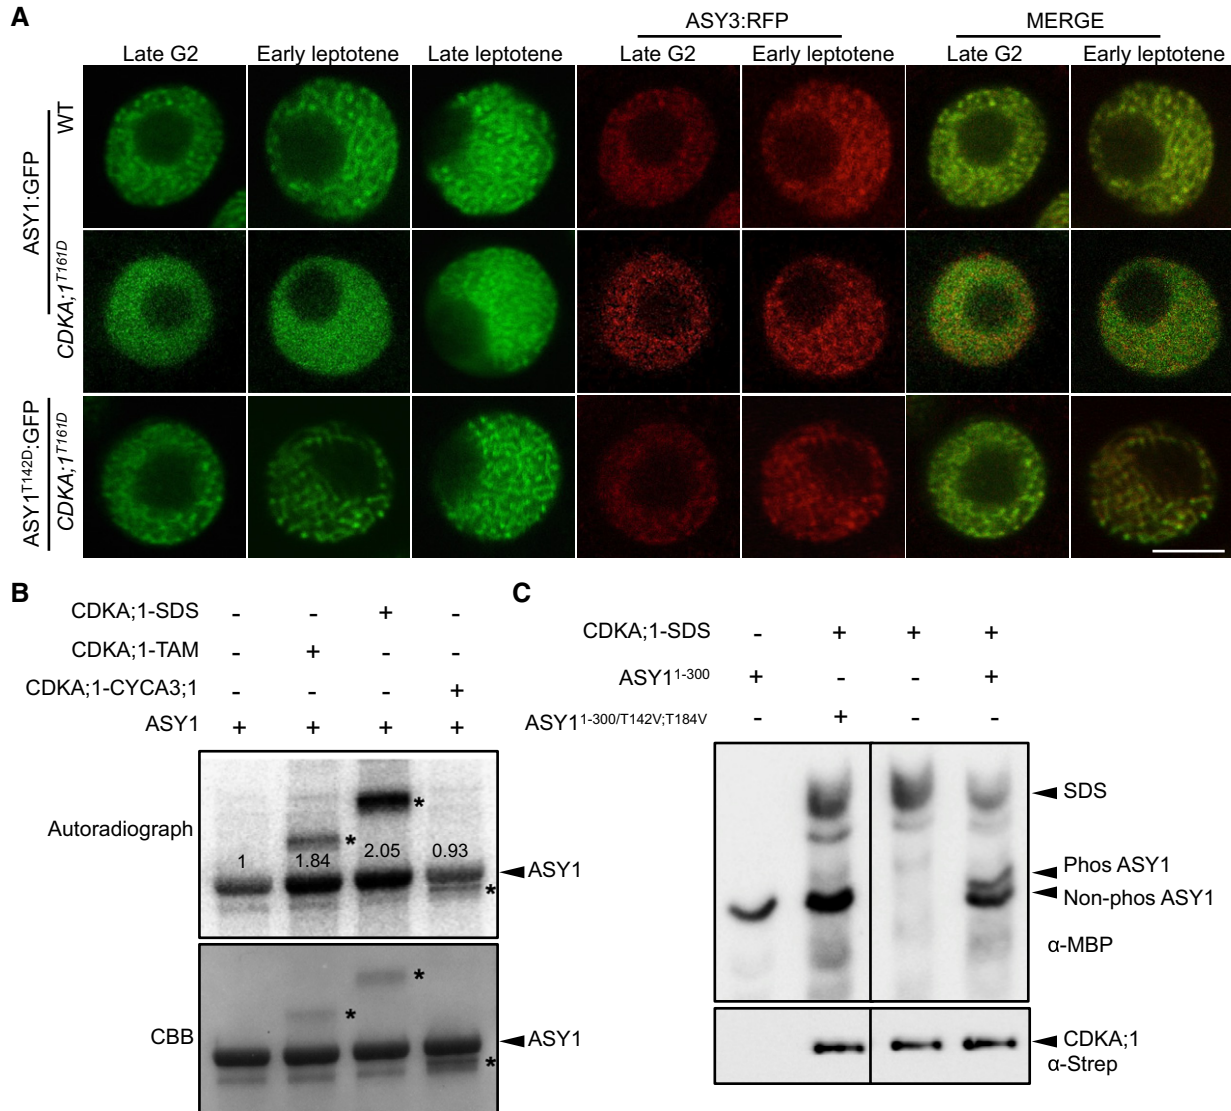 A
ASY3:RFP MERGE
Late G2 Early leptotene Late leptotene Late G2 Early leptotene Late G2 Early leptotene
ASY1:GFP
WT
CDKA;1T161D
ASY1T142D:GFP
CDKA;1T161D
B
CDKA;1-SDS - - + -
CDKA;1-TAM - + - -
CDKA;1-CYCA3;1 - - - +
ASY1 + + + +
Autoradiograph
*
*
1 1.84 2.05 0.93
ASY1
*
CBB
*
*
ASY1
*
C
CDKA;1-SDS - + + +
ASY11-300 + - - +
ASY11-300/T142V;T184V - + - -
SDS
Phos ASY1
Non-phos ASY1
α-MBP
CDKA;1
α-Strep